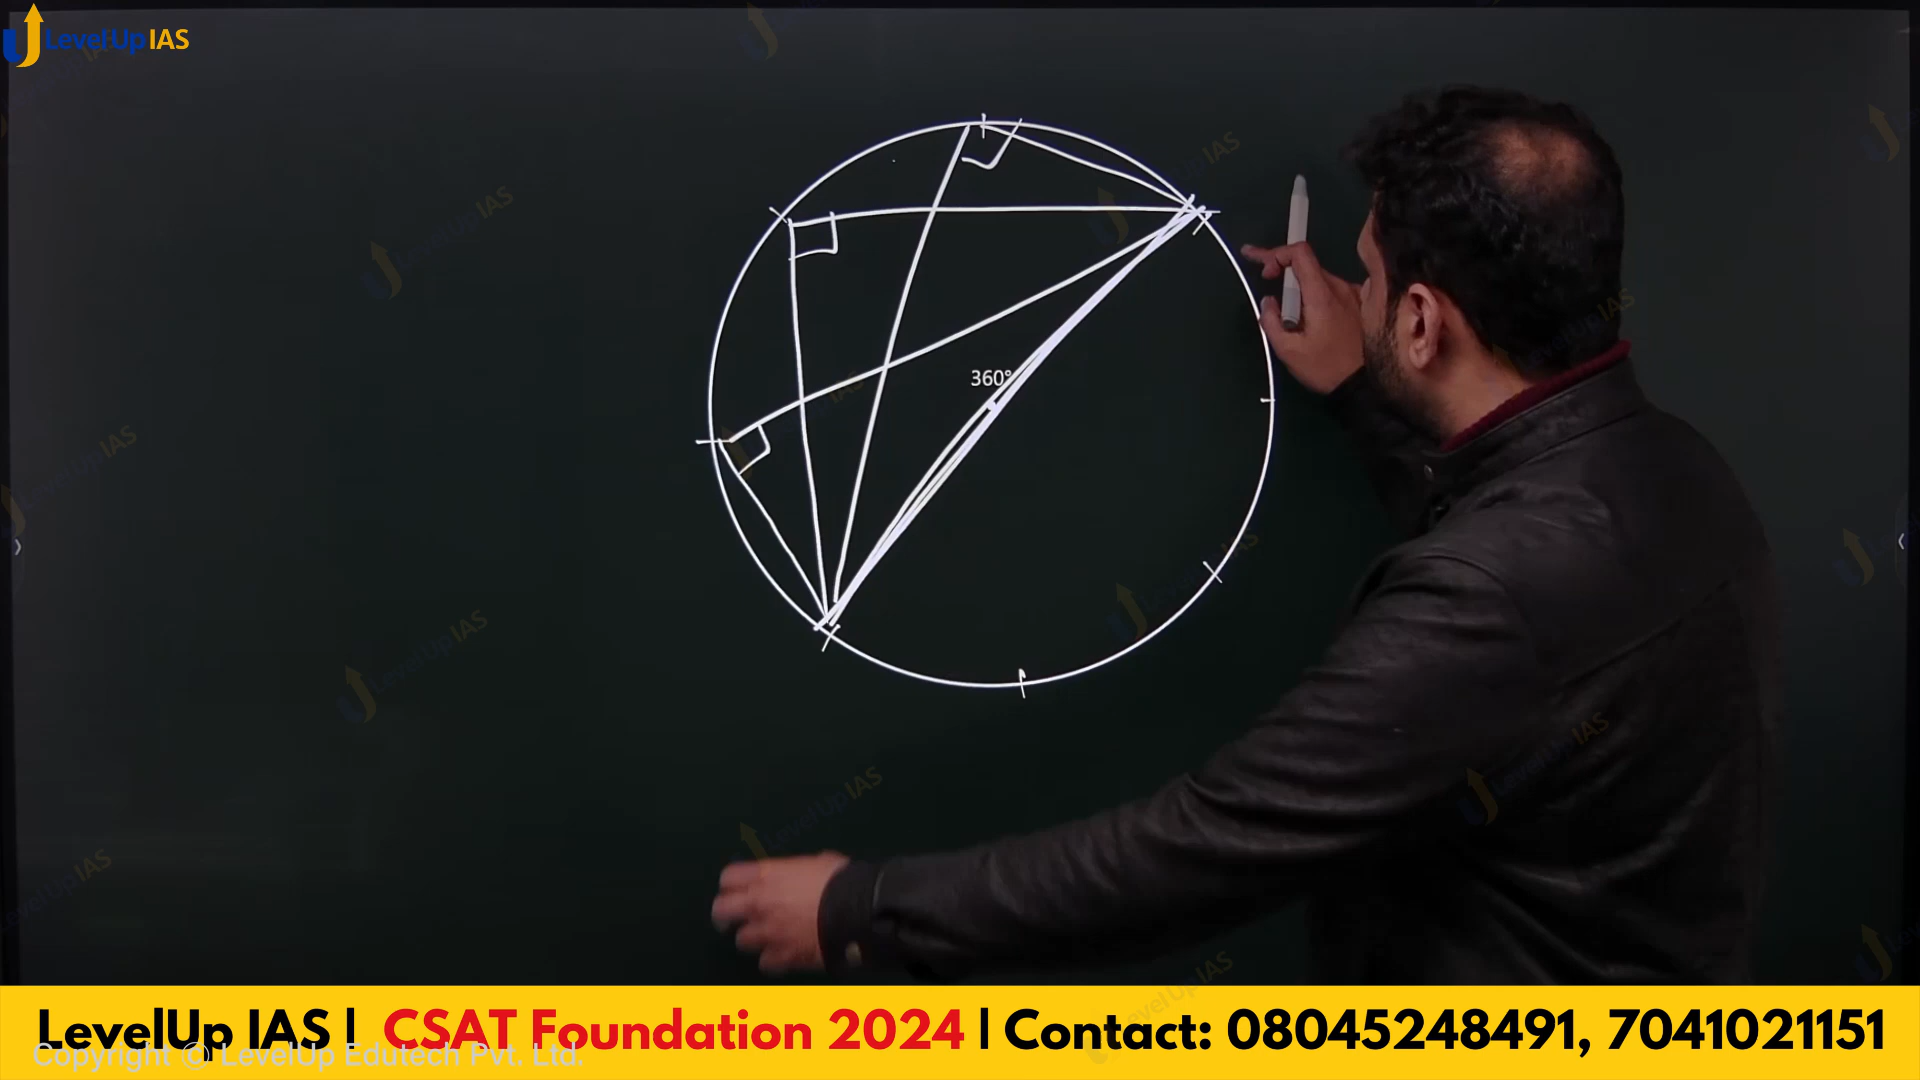 LevelUp IAS
360°
LevelUp IAS | CSAT Foundation 2024 | Contact: 08045248491, 7041021151
Copyright © LevelUp Edutech Pvt. Ltd.